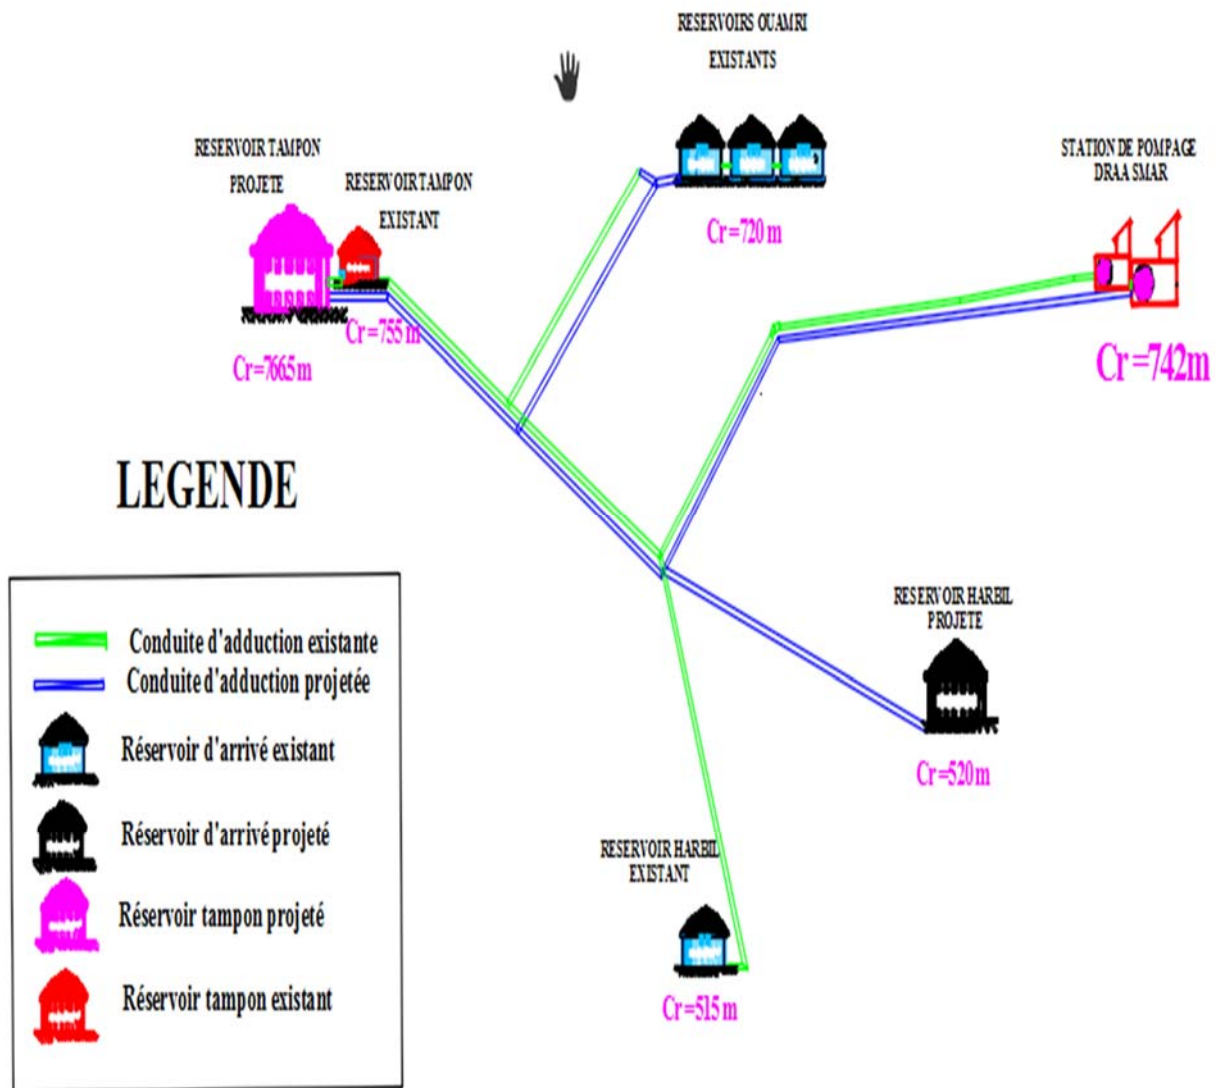 RESERVOIRS OUAMRI
EXISTANTS
RESERVOIR TAMPON
PROJETE
RESERVOIR TAMPON
EXISTANT
STATION DE POMPAGE
DRAA SMAR
Cr=720 m
Cr=755 m
Cr=766.5 m
Cr=742m
LEGENDE
Conduite d'adduction existante
Conduite d'adduction projetée
Réservoir d'arrivé existant
Réservoir d'arrivé projeté
Réservoir tampon projeté
Réservoir tampon existant
RESERVOIR HARBIL
PROJETE
Cr=520 m
RESERVOIR HARBIL
EXISTANT
Cr=515 m